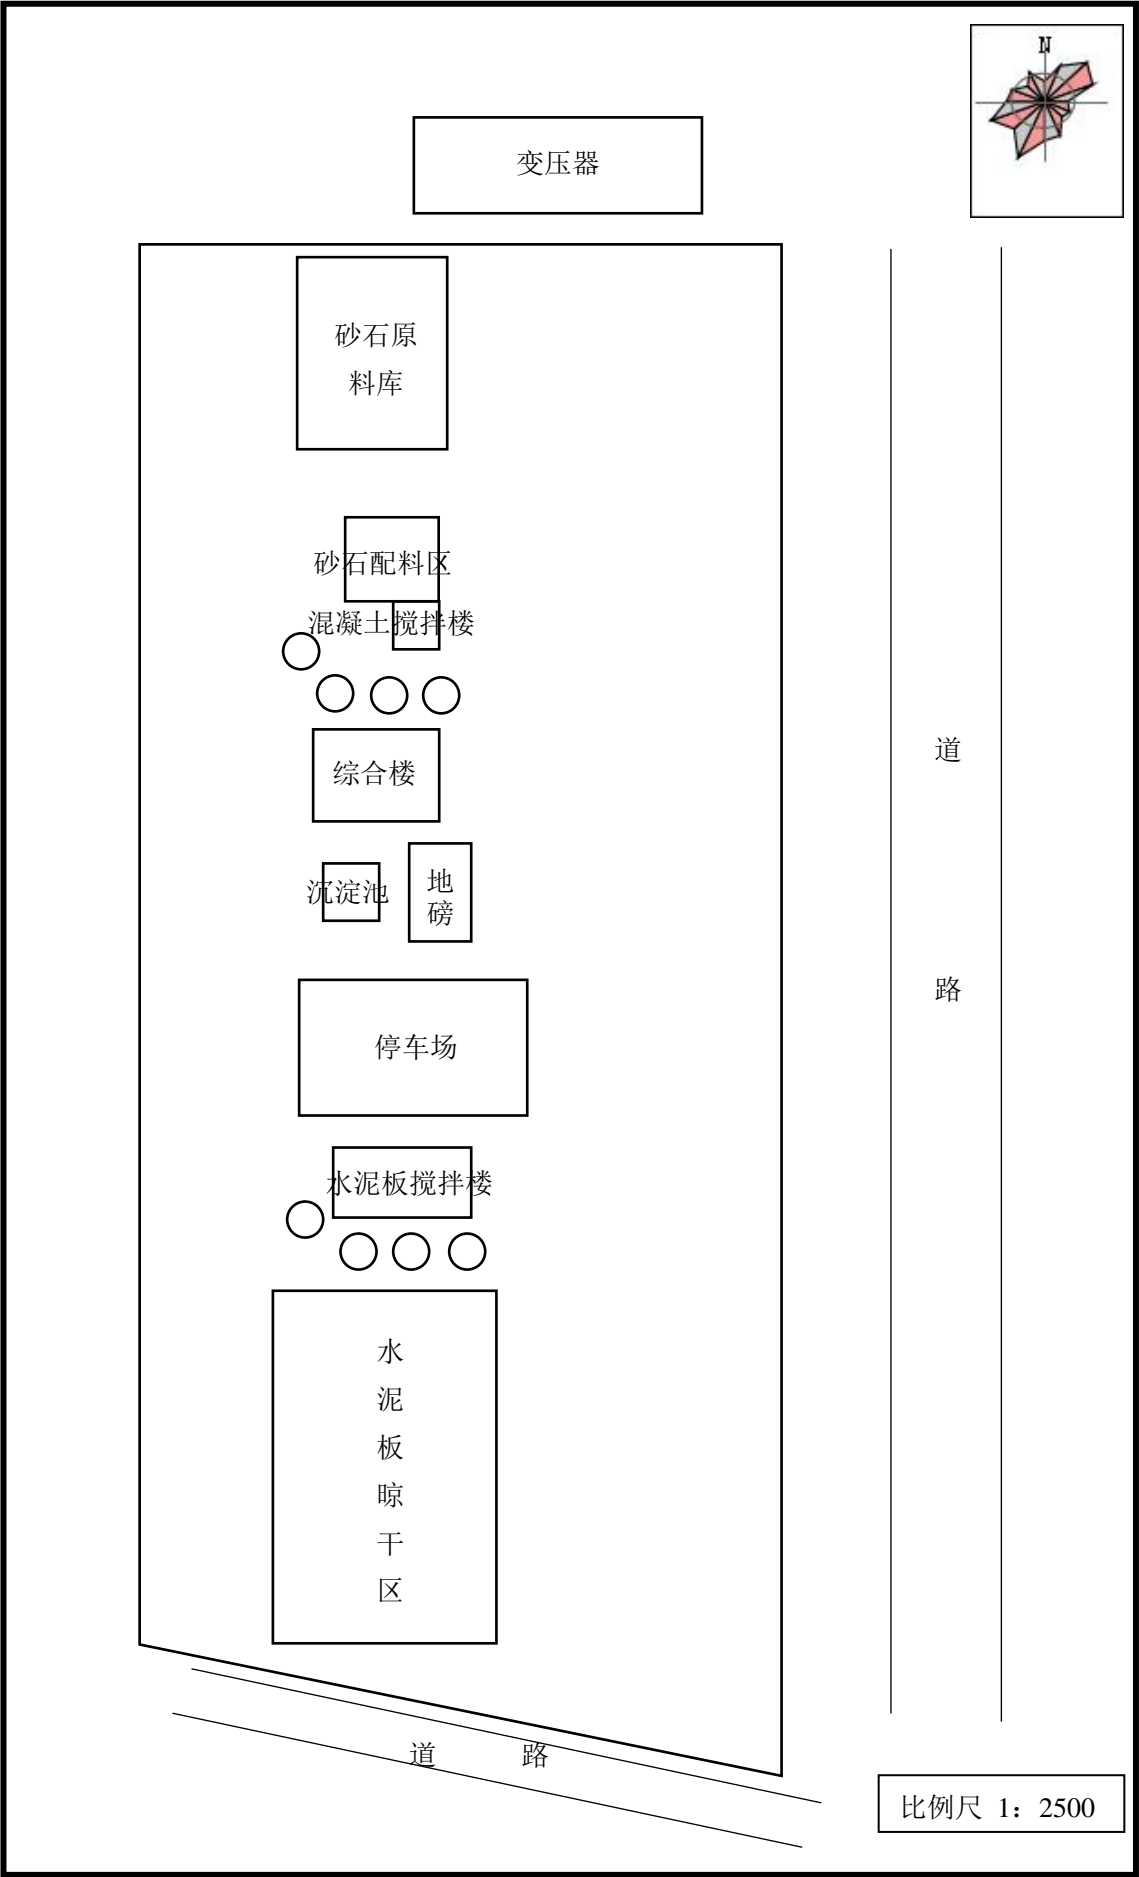 N
变压器
砂石原
料库
砂石配料区
混凝土搅拌楼
综合楼
沉淀池
地
磅
停车场
水泥板搅拌楼
水
泥
板
晾
干
区
道
路
道 路
比例尺 1：2500